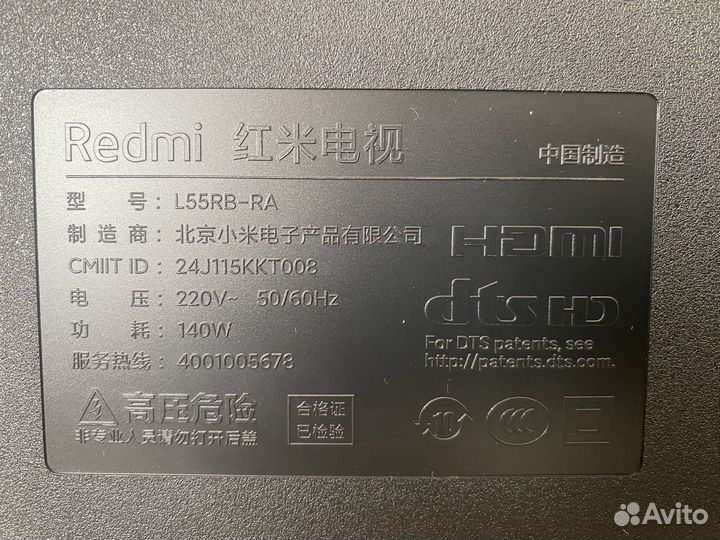 Redmi 红米电视
中国制造
型 号: L55RB-RA
制 造 商: 北京小米电子产品有限公司
CMIIT ID: 24J115KKT008
电 压: 220V~ 50/60Hz
功 耗: 140W
服务热线: 4001005678
HDMI
dts HD
For DTS patents, see
http://patents.dts.com.
高压危险
非专业人员请勿打开后盖
合格证
已检验
10
CCC
Avito